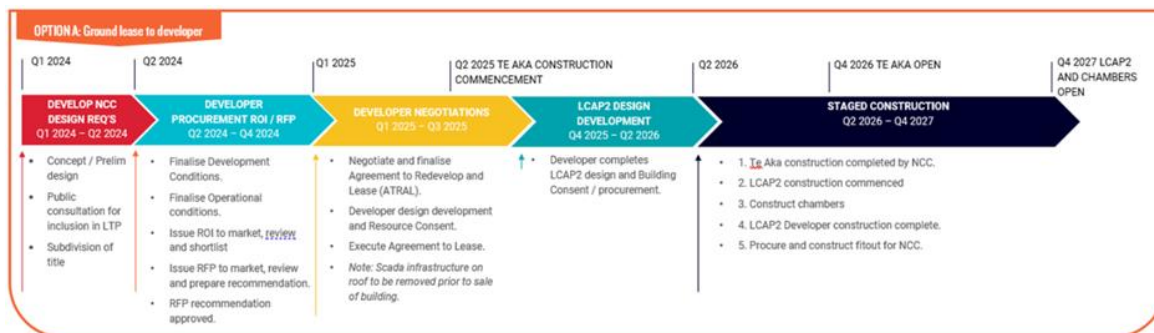 OPTION A: Ground lease to developer
Q1 2024
Q2 2024
Q1 2025
Q2 2025 TE AKA CONSTRUCTION
COMMENCEMENT
Q2 2026
Q4 2026 TE AKA OPEN
Q4 2027 LCAP2
AND CHAMBERS
OPEN
DEVELOP NCC
DESIGN REQ'S
Q1 2024 – Q2 2024
DEVELOPER
PROCUREMENT ROI / RFP
Q2 2024 – Q4 2024
DEVELOPER NEGOTIATIONS
Q1 2025 – Q3 2025
LCAP2 DESIGN
DEVELOPMENT
Q4 2025 – Q2 2026
STAGED CONSTRUCTION
Q2 2026 – Q4 2027
• Concept / Prelim
design
• Public
consultation for
inclusion in LTP
• Subdivision of
title
• Finalise Development
Conditions.
• Finalise Operational
conditions.
• Issue ROI to market, review
and shortlist
• Issue RFP to market, review
and prepare recommendation.
• RFP recommendation
approved.
• Negotiate and finalise
Agreement to Redevelop and
Lease (ATRAL).
• Developer design development
and Resource Consent.
• Execute Agreement to Lease.
• Note: Scada infrastructure on
roof to be removed prior to sale
of building.
• Developer completes
LCAP2 design and Building
Consent / procurement.
• 1. Te Aka construction completed by NCC.
• 2. LCAP2 construction commenced
• 3. Construct chambers
• 4. LCAP2 Developer construction complete.
• 5. Procure and construct fitout for NCC.